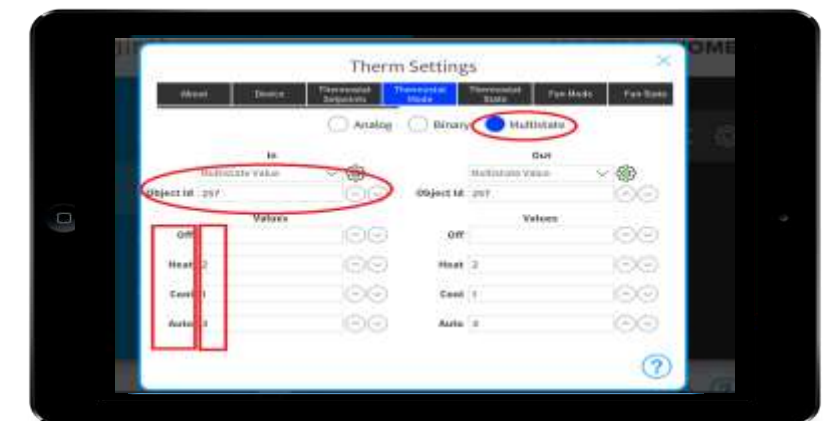 HOME
Therm Settings
About Device Thermostat Setpoints Thermostat Mode Thermostat State Fan Mode Fan State
Analog Binary Multistate
In Out
Multistate Value Multistate Value
Object Id 257 Object Id 257
Values Values
Off Off
Heat 2 Heat 2
Cool 1 Cool 1
Auto 3 Auto 3
?